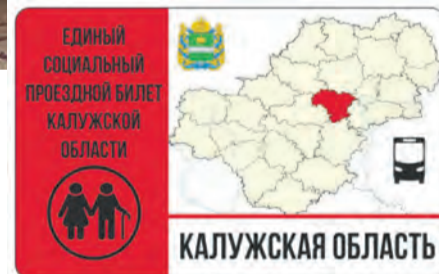 ЕДИНЫЙ
СОЦИАЛЬНЫЙ
ПРОЕЗДНОЙ БИЛЕТ
КАЛУЖСКОЙ
ОБЛАСТИ
КАЛУЖСКАЯ ОБЛАСТЬ